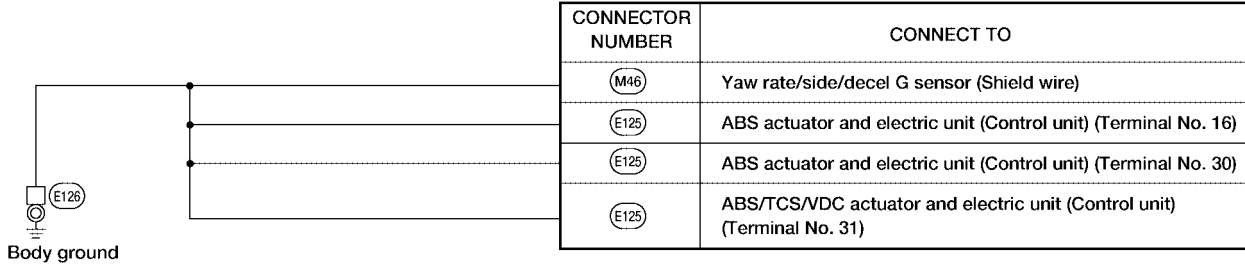 CONNECTOR
NUMBER
CONNECT TO
M46
Yaw rate/side/decel G sensor (Shield wire)
E125
ABS actuator and electric unit (Control unit) (Terminal No. 16)
E125
ABS actuator and electric unit (Control unit) (Terminal No. 30)
E125
ABS/TCS/VDC actuator and electric unit (Control unit)
(Terminal No. 31)
E126
Body ground